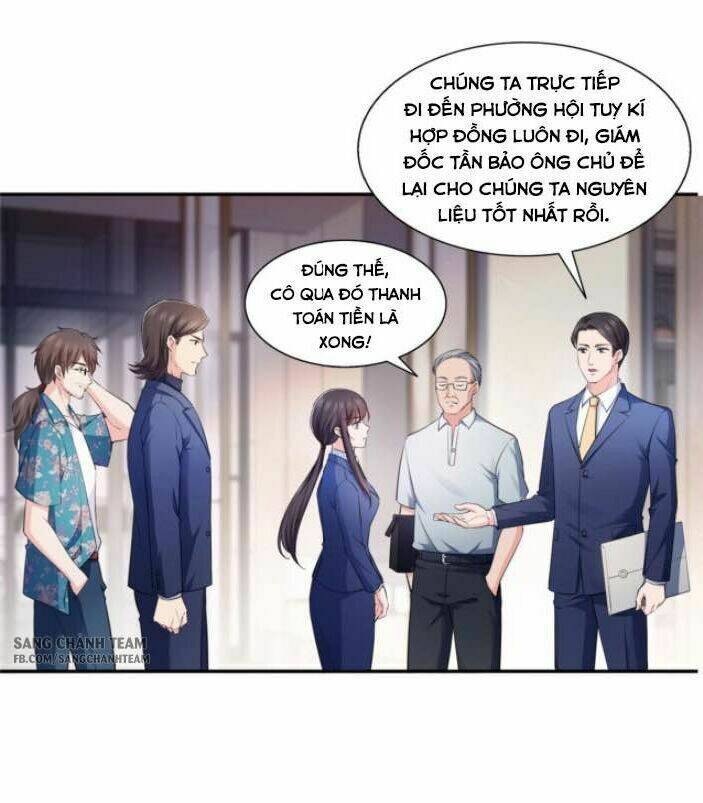 CHÚNG TA TRỰC TIẾP
ĐI ĐẾN PHƯỜNG HỘI TUY KÍ
HỢP ĐỒNG LUÔN ĐI, GIÁM
ĐỐC TẦN BẢO ÔNG CHỦ ĐỂ
LẠI CHO CHÚNG TA NGUYÊN
LIỆU TỐT NHẤT RỒI.
ĐÚNG THẾ,
CÔ QUA ĐÓ THANH
TOÁN TIỀN LÀ
XONG!
SANG CHẢNH TEAM
FB.COM/SANGCHANHTEAM